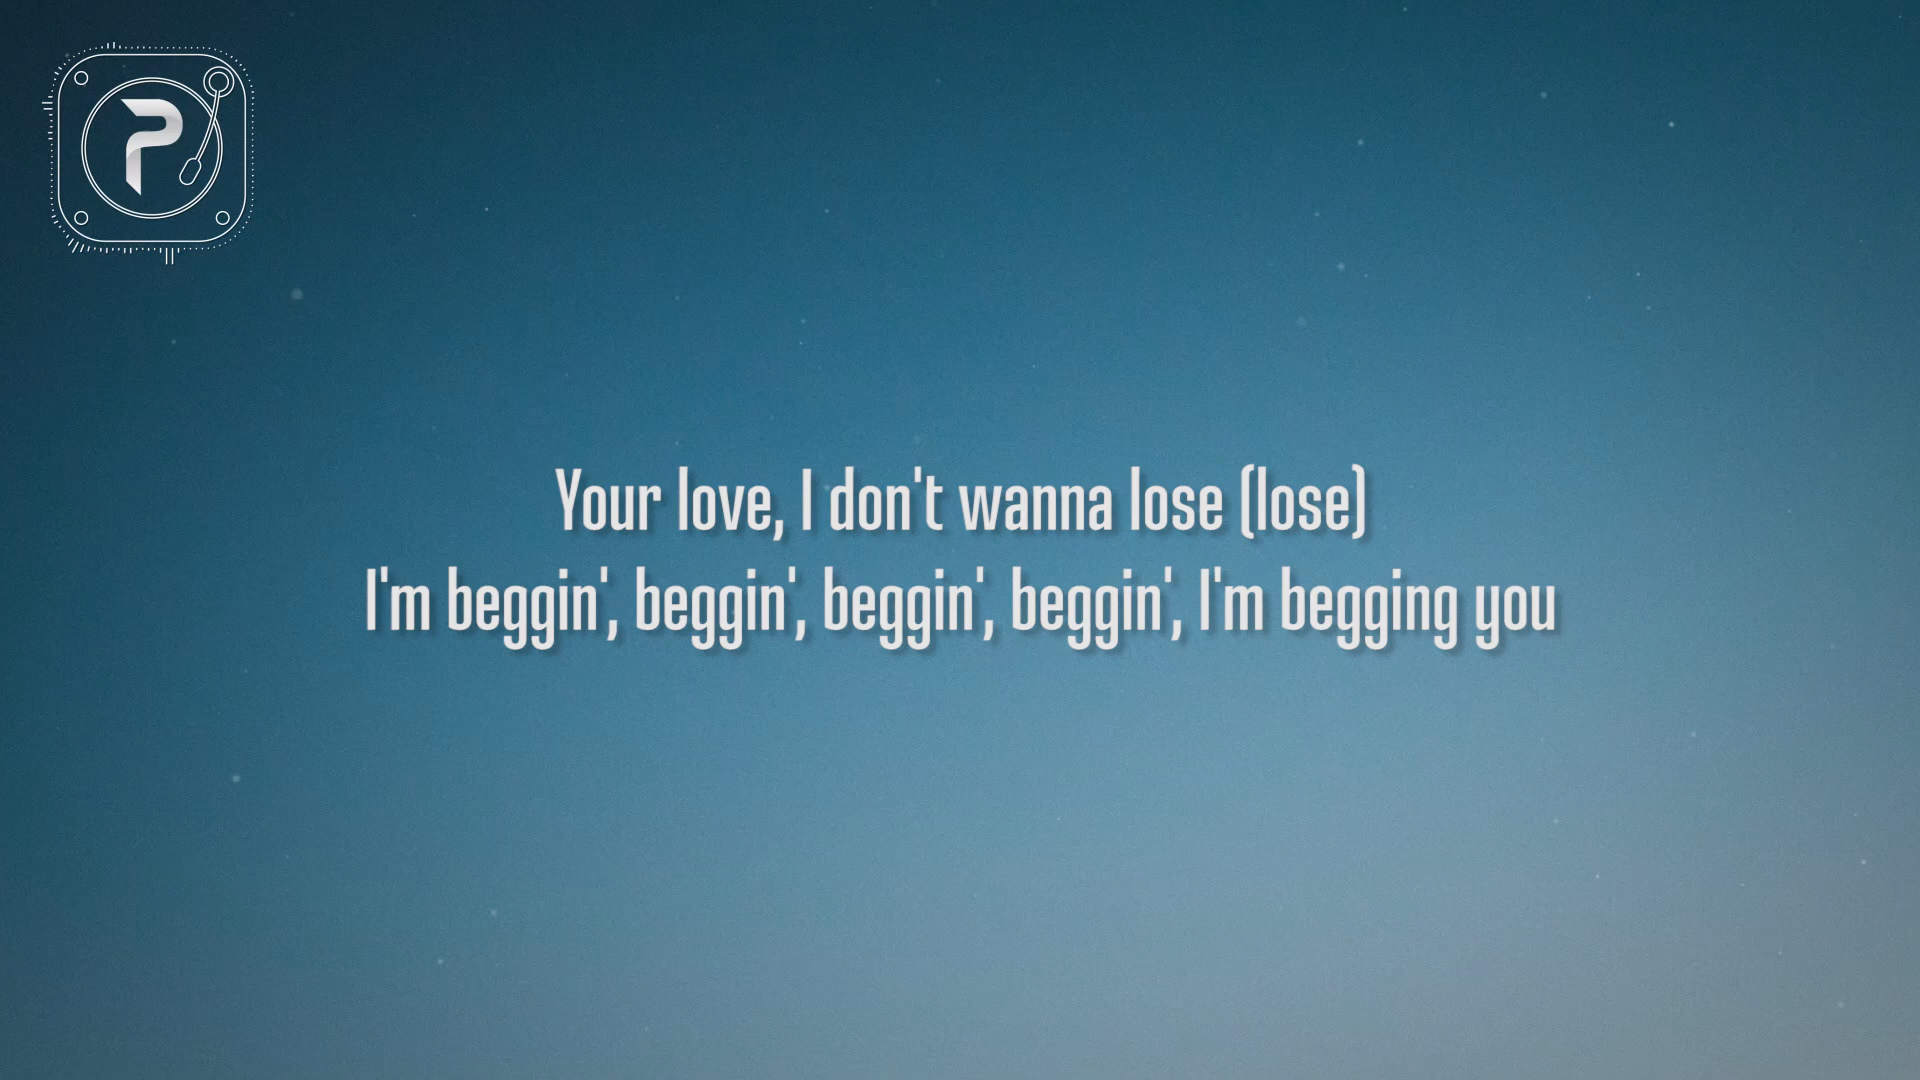 P
Your love, I don't wanna lose (lose)
I'm beggin', beggin', beggin', beggin', I'm begging you